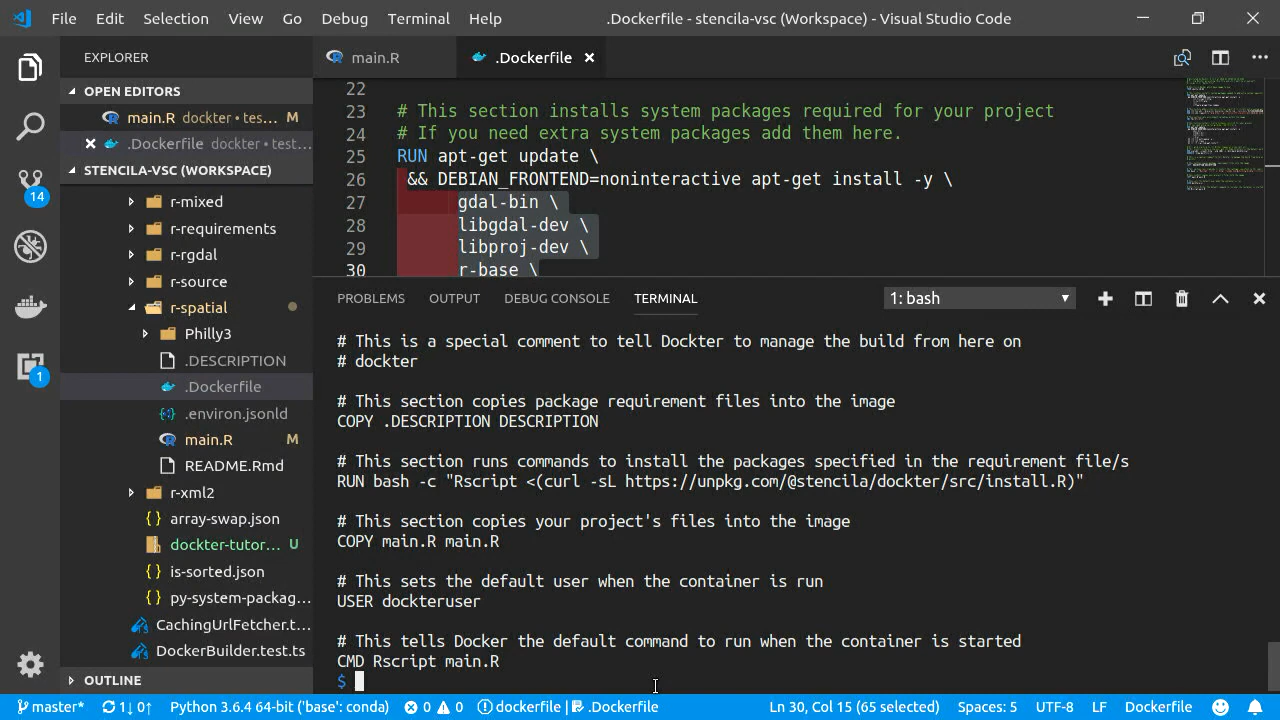 File Edit Selection View Go Debug Terminal Help
.Dockerfile - stencila-vsc (Workspace) - Visual Studio Code
EXPLORER
OPEN EDITORS
main.R dockter • tes... M
.Dockerfile dockter • test...
STENCILA-VSC (WORKSPACE)
r-mixed
r-requirements
r-rgdal
r-source
r-spatial
Philly3
.DESCRIPTION
.Dockerfile
.environ.jsonld
main.R M
README.Rmd
r-xml2
array-swap.json
dockter-tutor... U
is-sorted.json
py-system-packag...
CachingUrlFetcher.t...
DockerBuilder.test.ts
OUTLINE
14
1
main.R
.Dockerfile
22
23 # This section installs system packages required for your project
24 # If you need extra system packages add them here.
25 RUN apt-get update \
26 && DEBIAN_FRONTEND=noninteractive apt-get install -y \
27 gdal-bin \
28 libgdal-dev \
29 libproj-dev \
30 r-base \
PROBLEMS OUTPUT DEBUG CONSOLE TERMINAL 1: bash
# This is a special comment to tell Dockter to manage the build from here on
# dockter
# This section copies package requirement files into the image
COPY .DESCRIPTION DESCRIPTION
# This section runs commands to install the packages specified in the requirement file/s
RUN bash -c "Rscript <(curl -sL https://unpkg.com/@stencila/dockter/src/install.R)"
# This section copies your project's files into the image
COPY main.R main.R
# This sets the default user when the container is run
USER dockteruser
# This tells Docker the default command to run when the container is started
CMD Rscript main.R
$
master* 1↓ 0↑ Python 3.6.4 64-bit ('base': conda) 0 0 dockerfile | .Dockerfile Ln 30, Col 15 (65 selected) Spaces: 5 UTF-8 LF Dockerfile